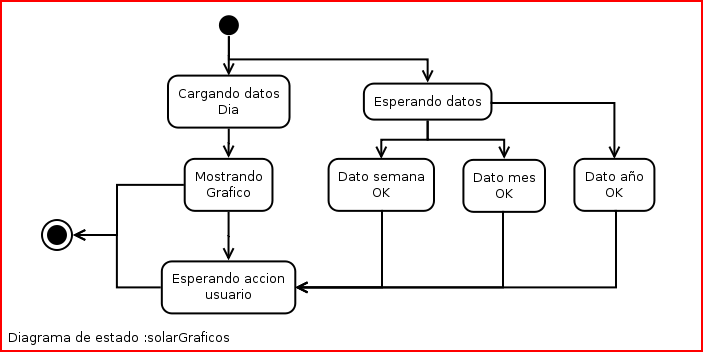 Cargando datos
Dia
Esperando datos
Mostrando
Grafico
Dato semana
OK
Dato mes
OK
Dato año
OK
Esperando accion
usuario
Diagrama de estado :solarGraficos